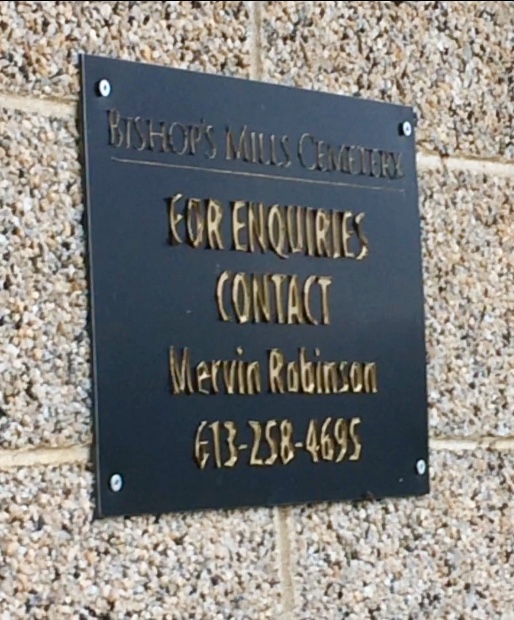 BISHOP'S MILLS CEMETERY
FOR ENQUIRIES
CONTACT
Mervin Robinson
613-258-4695